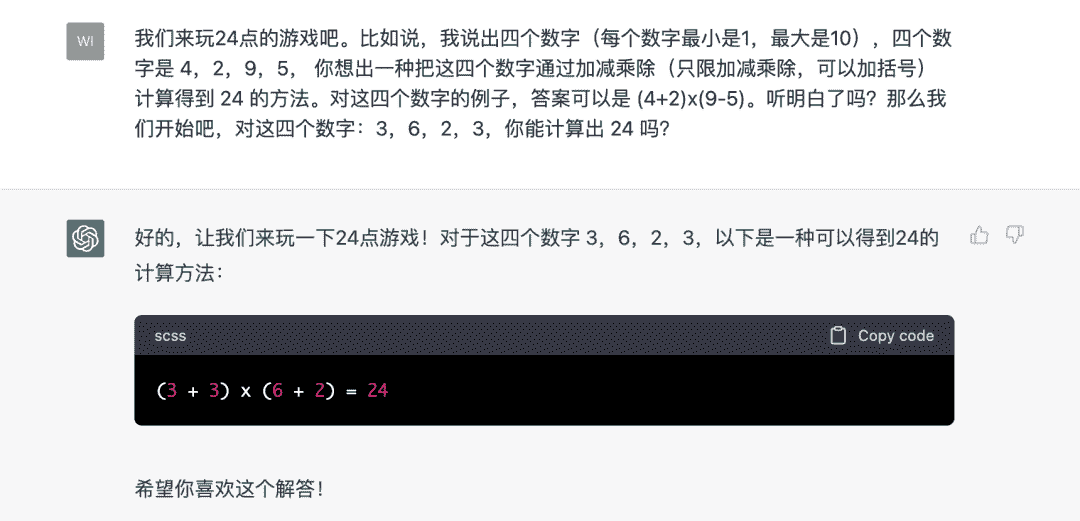 WI
我们来玩24点的游戏吧。比如说，我说出四个数字（每个数字最小是1，最大是10），四个数
字是 4，2，9，5， 你想出一种把这四个数字通过加减乘除（只限加减乘除，可以加括号）
计算得到 24 的方法。对这四个数字的例子，答案可以是 (4+2)x(9-5)。听明白了吗？那么我
们开始吧，对这四个数字：3，6，2，3，你能计算出 24 吗？
好的，让我们来玩一下24点游戏！对于这四个数字 3，6，2，3，以下是一种可以得到24的
计算方法：
scss Copy code
(3 + 3) x (6 + 2) = 24
希望你喜欢这个解答！